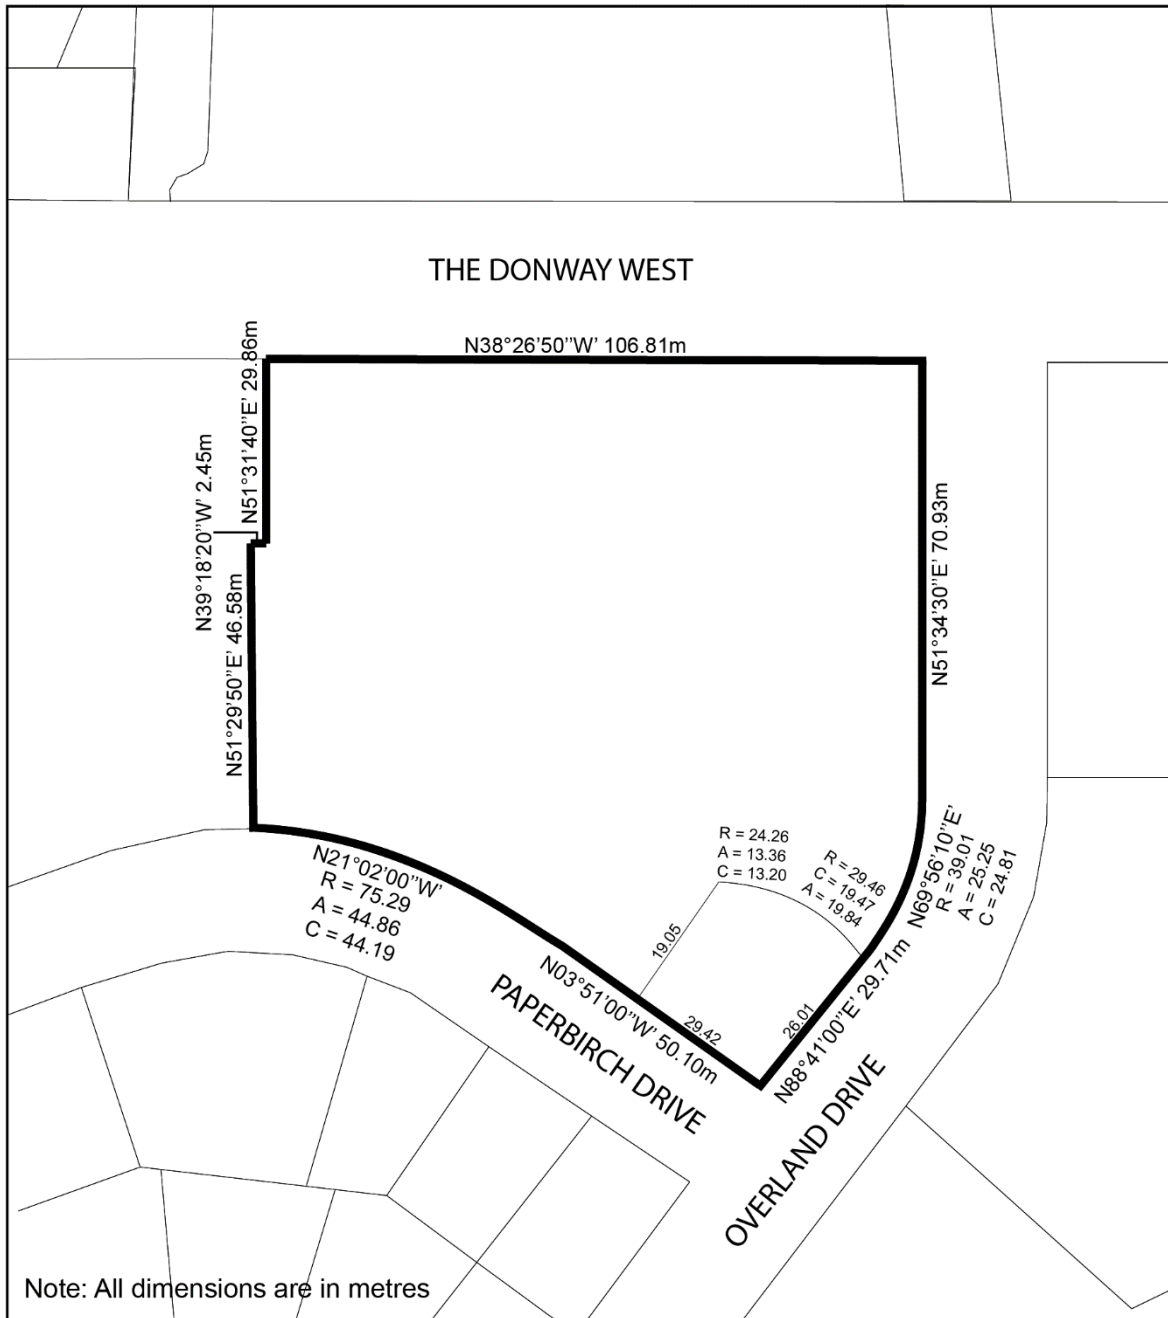 THE DONWAY WEST
N38°26'50"W' 106.81m
N51°31'40"E' 29.86m
N39°18'20"W' 2.45m
N51°29'50"E' 46.58m
N51°34'30"E' 70.93m
N21°02'00"W'
R = 75.29
A = 44.86
C = 44.19
R = 24.26
A = 13.36
C = 13.20
R = 29.46
C = 19.47
A = 19.84
N69°56'10"E'
R = 39.01
A = 25.25
C = 24.81
19.05
N03°51'00"W' 50.10m
29.42
26.01
N88°41'00"E' 29.71m
PAPERBIRCH DRIVE
OVERLAND DRIVE
Note: All dimensions are in metres